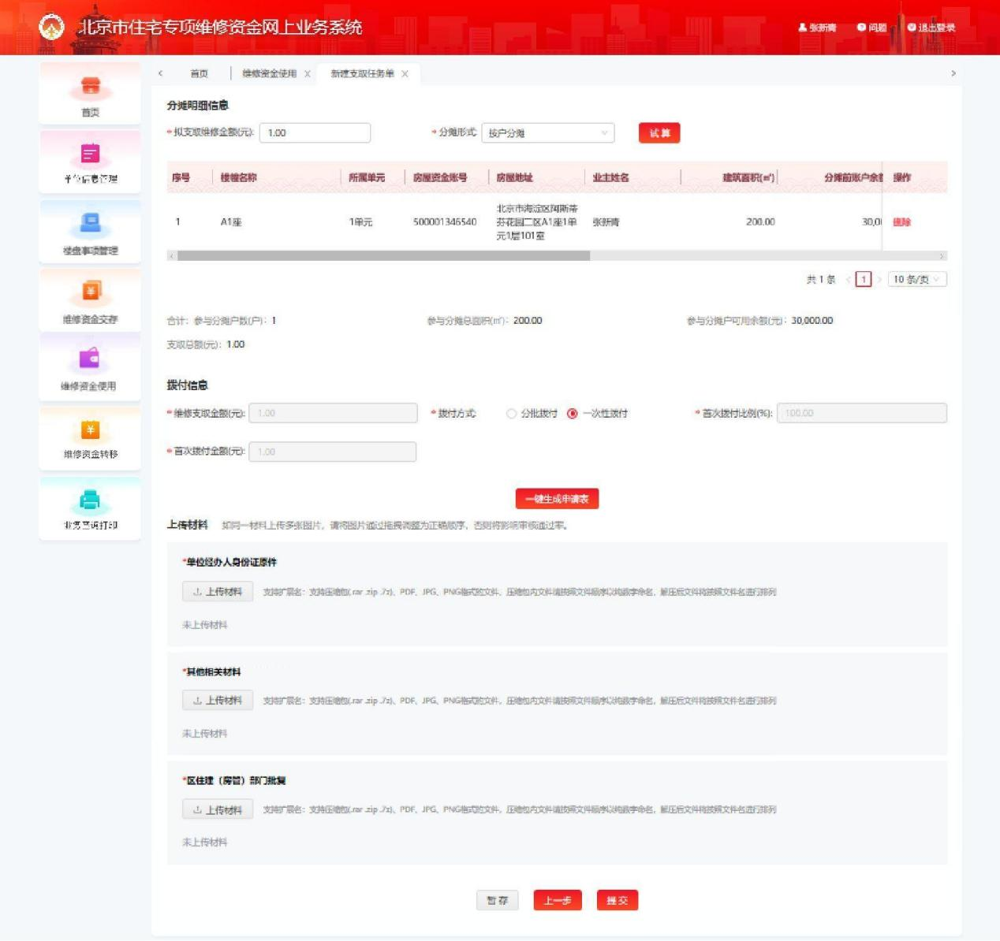 北京市住宅专项维修资金网上业务系统
张新青 问题 退出登录
首页 维修资金使用 × 新建支取任务单 ×
首页
单位信息管理
楼盘事项管理
维修资金交存
维修资金使用
维修资金转移
业务查询打印
分摊明细信息
*拟支取维修金额(元): 1.00 *分摊形式: 按户分摊 试算
序号 楼幢名称 所属单元 房屋资金账号 房屋地址 业主姓名 建筑面积(㎡) 分摊前账户余额 操作
1 A1座 1单元 500001346540 北京市海淀区阿斯蒂芬花园二区A1座1单元1层101室 张新青 200.00 30,0 删除
共 1 条 < 1 > 10 条/页
合计: 参与分摊户数(户): 1 参与分摊总面积(㎡): 200.00 参与分摊户可用余额(元): 30,000.00
支取总额(元): 1.00
拨付信息
*维修支取金额(元): 1.00 *拨付方式: 分批拨付 一次性拨付 *首次拨付比例(%): 100.00
*首次拨付金额(元): 1.00
一键生成申请表
上传材料 如同一材料上传多张图片，请将图片通过拖拽调整为正确顺序，否则将影响审核通过率。
*单位经办人身份证原件
上传材料 支持扩展名：支持压缩包(.rar .zip .7z)、PDF、JPG、PNG格式的文件，压缩包内文件请按照文件顺序以纯数字命名，解压后文件将按照文件名进行排列
未上传材料
*其他相关材料
上传材料 支持扩展名：支持压缩包(.rar .zip .7z)、PDF、JPG、PNG格式的文件，压缩包内文件请按照文件顺序以纯数字命名，解压后文件将按照文件名进行排列
未上传材料
*区住建（房管）部门批复
上传材料 支持扩展名：支持压缩包(.rar .zip .7z)、PDF、JPG、PNG格式的文件，压缩包内文件请按照文件顺序以纯数字命名，解压后文件将按照文件名进行排列
未上传材料
暂存 上一步 提交